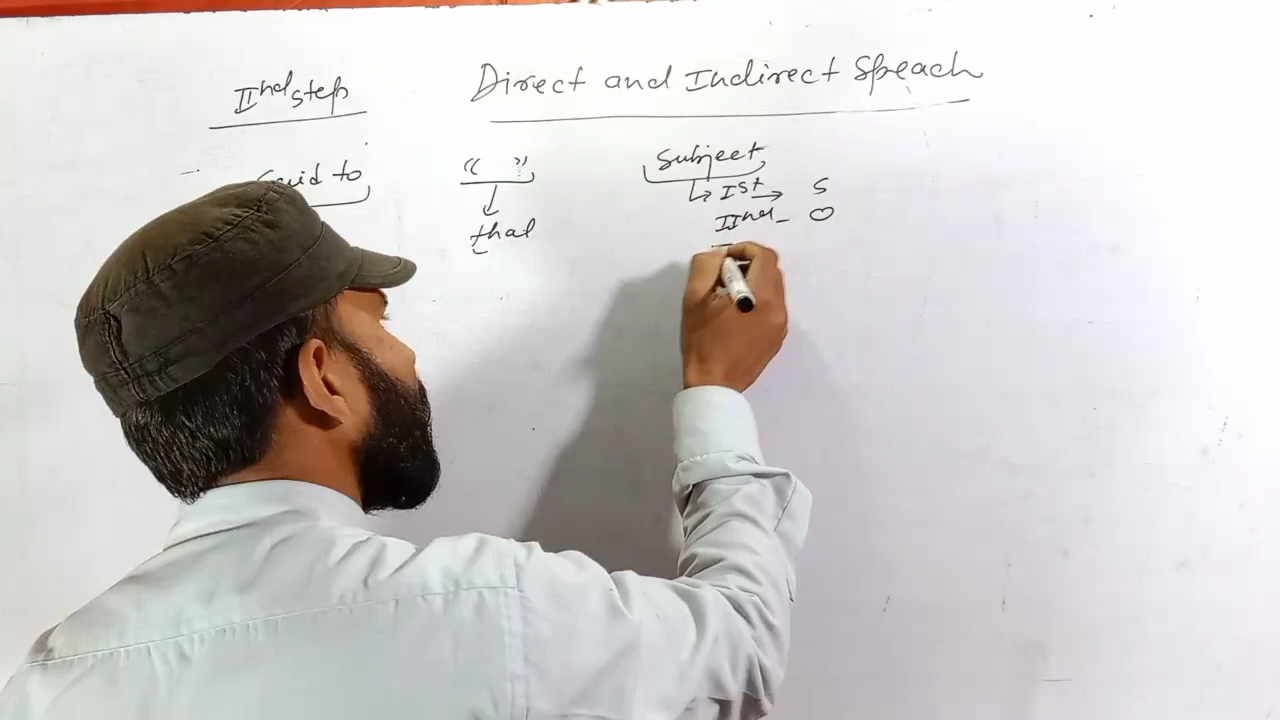 IInd step
Direct and Indirect Speach
Said to
“ ”
that
Subject
↳ Ist → S
IInd - O